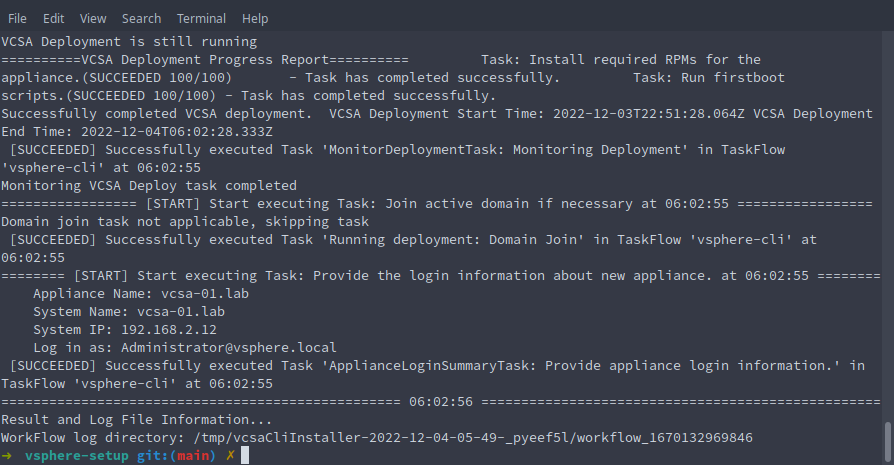 File Edit View Search Terminal Help
VCSA Deployment is still running
==========VCSA Deployment Progress Report==========         Task: Install required RPMs for the
appliance.(SUCCEEDED 100/100)       - Task has completed successfully.         Task: Run firstboot
scripts.(SUCCEEDED 100/100) - Task has completed successfully.
Successfully completed VCSA deployment.  VCSA Deployment Start Time: 2022-12-03T22:51:28.064Z VCSA Deployment
End Time: 2022-12-04T06:02:28.333Z
 [SUCCEEDED] Successfully executed Task 'MonitorDeploymentTask: Monitoring Deployment' in TaskFlow
'vsphere-cli' at 06:02:55
Monitoring VCSA Deploy task completed
================= [START] Start executing Task: Join active domain if necessary at 06:02:55 =================
Domain join task not applicable, skipping task
 [SUCCEEDED] Successfully executed Task 'Running deployment: Domain Join' in TaskFlow 'vsphere-cli' at
06:02:55
======== [START] Start executing Task: Provide the login information about new appliance. at 06:02:55 ========
    Appliance Name: vcsa-01.lab
    System Name: vcsa-01.lab
    System IP: 192.168.2.12
    Log in as: Administrator@vsphere.local
 [SUCCEEDED] Successfully executed Task 'ApplianceLoginSummaryTask: Provide appliance login information.' in
TaskFlow 'vsphere-cli' at 06:02:55
================================================== 06:02:56 ==================================================
Result and Log File Information...
WorkFlow log directory: /tmp/vcsaCliInstaller-2022-12-04-05-49-_pyeef5l/workflow_1670132969846
➜  vsphere-setup git:(main) ✗